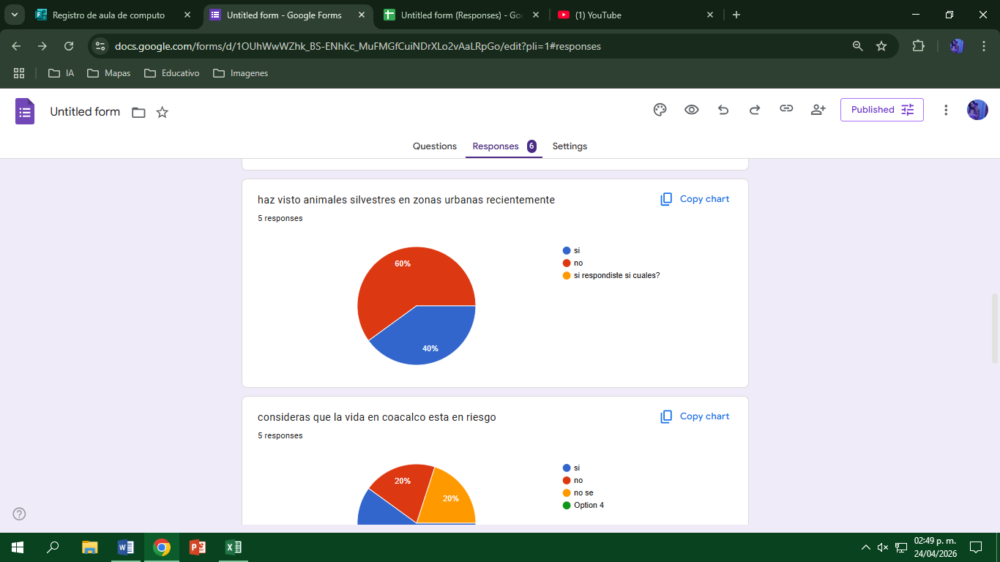 Registro de aula de computo
Untitled form - Google Forms
Untitled form (Responses) - Goo
(1) YouTube
docs.google.com/forms/d/1OUhWwWZhk_BS-ENhKc_MuFMGfCuiNDrXLo2vAaLRpGo/edit?pli=1#responses
IA
Mapas
Educativo
Imagenes
Untitled form
Published
Questions
Responses 6
Settings
haz visto animales silvestres en zonas urbanas recientemente
Copy chart
5 responses
60%
40%
si
no
si respondiste si cuales?
consideras que la vida en coacalco esta en riesgo
Copy chart
5 responses
20%
20%
si
no
no se
Option 4
02:49 p. m.
24/04/2026